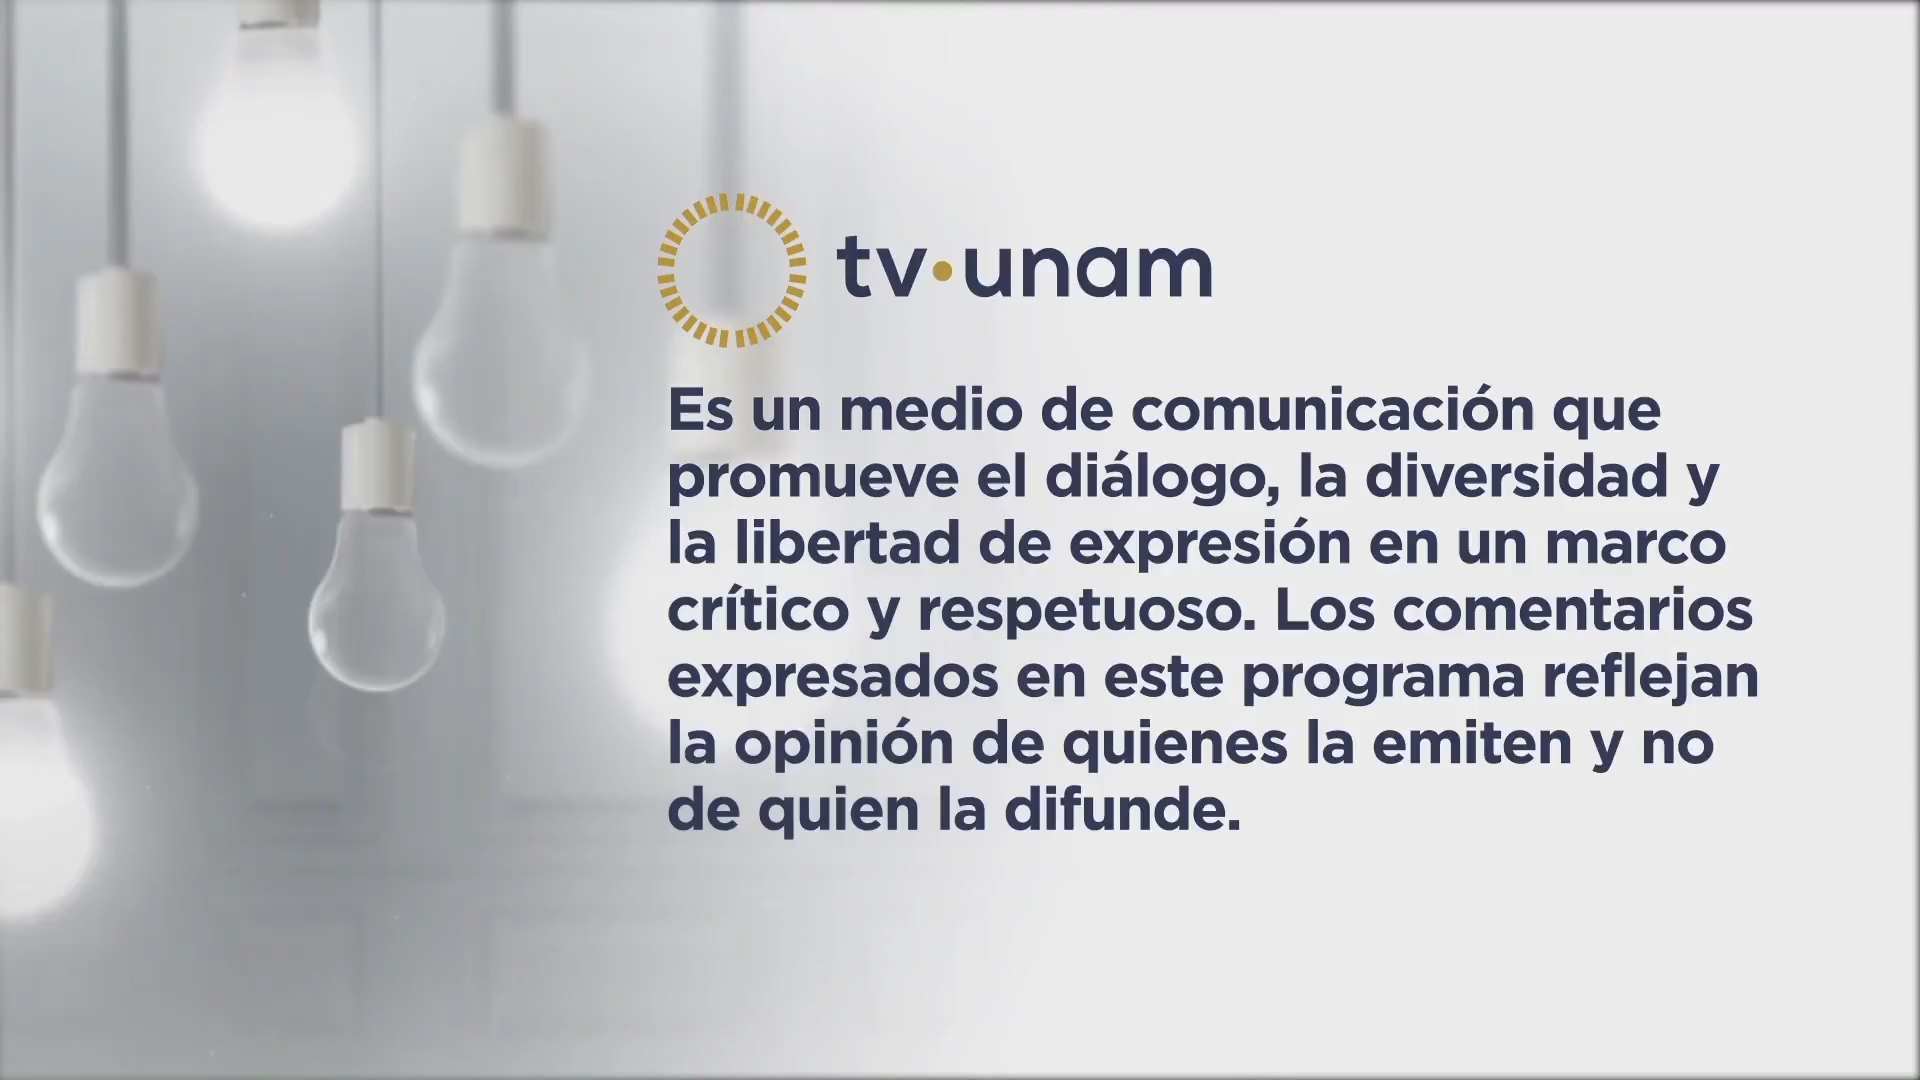 tv·unam
Es un medio de comunicación que
promueve el diálogo, la diversidad y
la libertad de expresión en un marco
crítico y respetuoso. Los comentarios
expresados en este programa reflejan
la opinión de quienes la emiten y no
de quien la difunde.